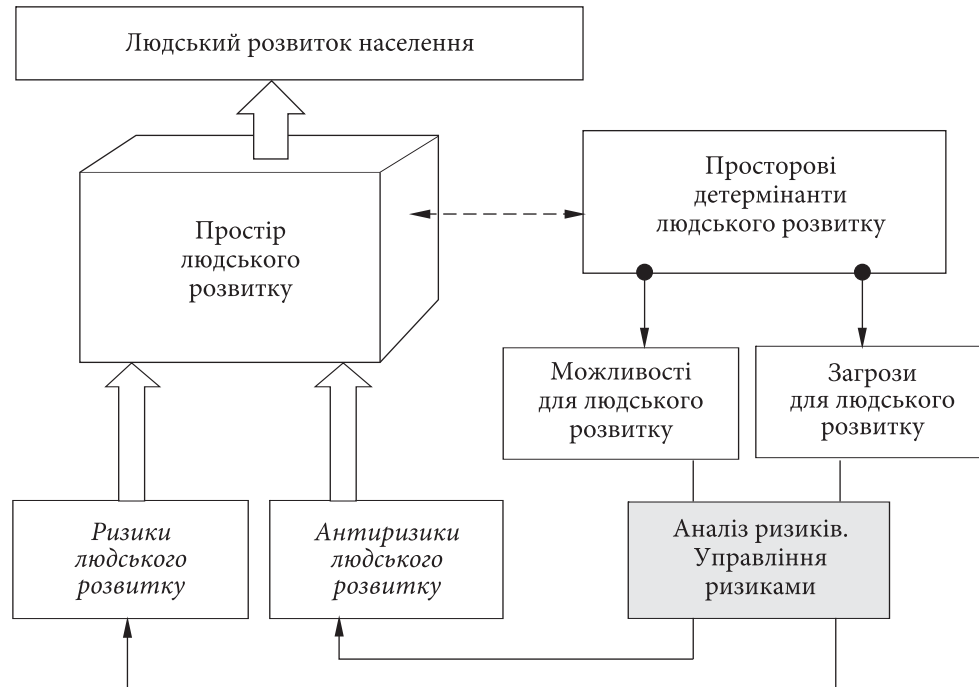 Людський розвиток населення
Простір
людського
розвитку
Просторові
детермінанти
людського розвитку
Можливості
для людського
розвитку
Загрози
для людського
розвитку
Ризики
людського
розвитку
Антиризики
людського
розвитку
Аналіз ризиків.
Управління
ризиками